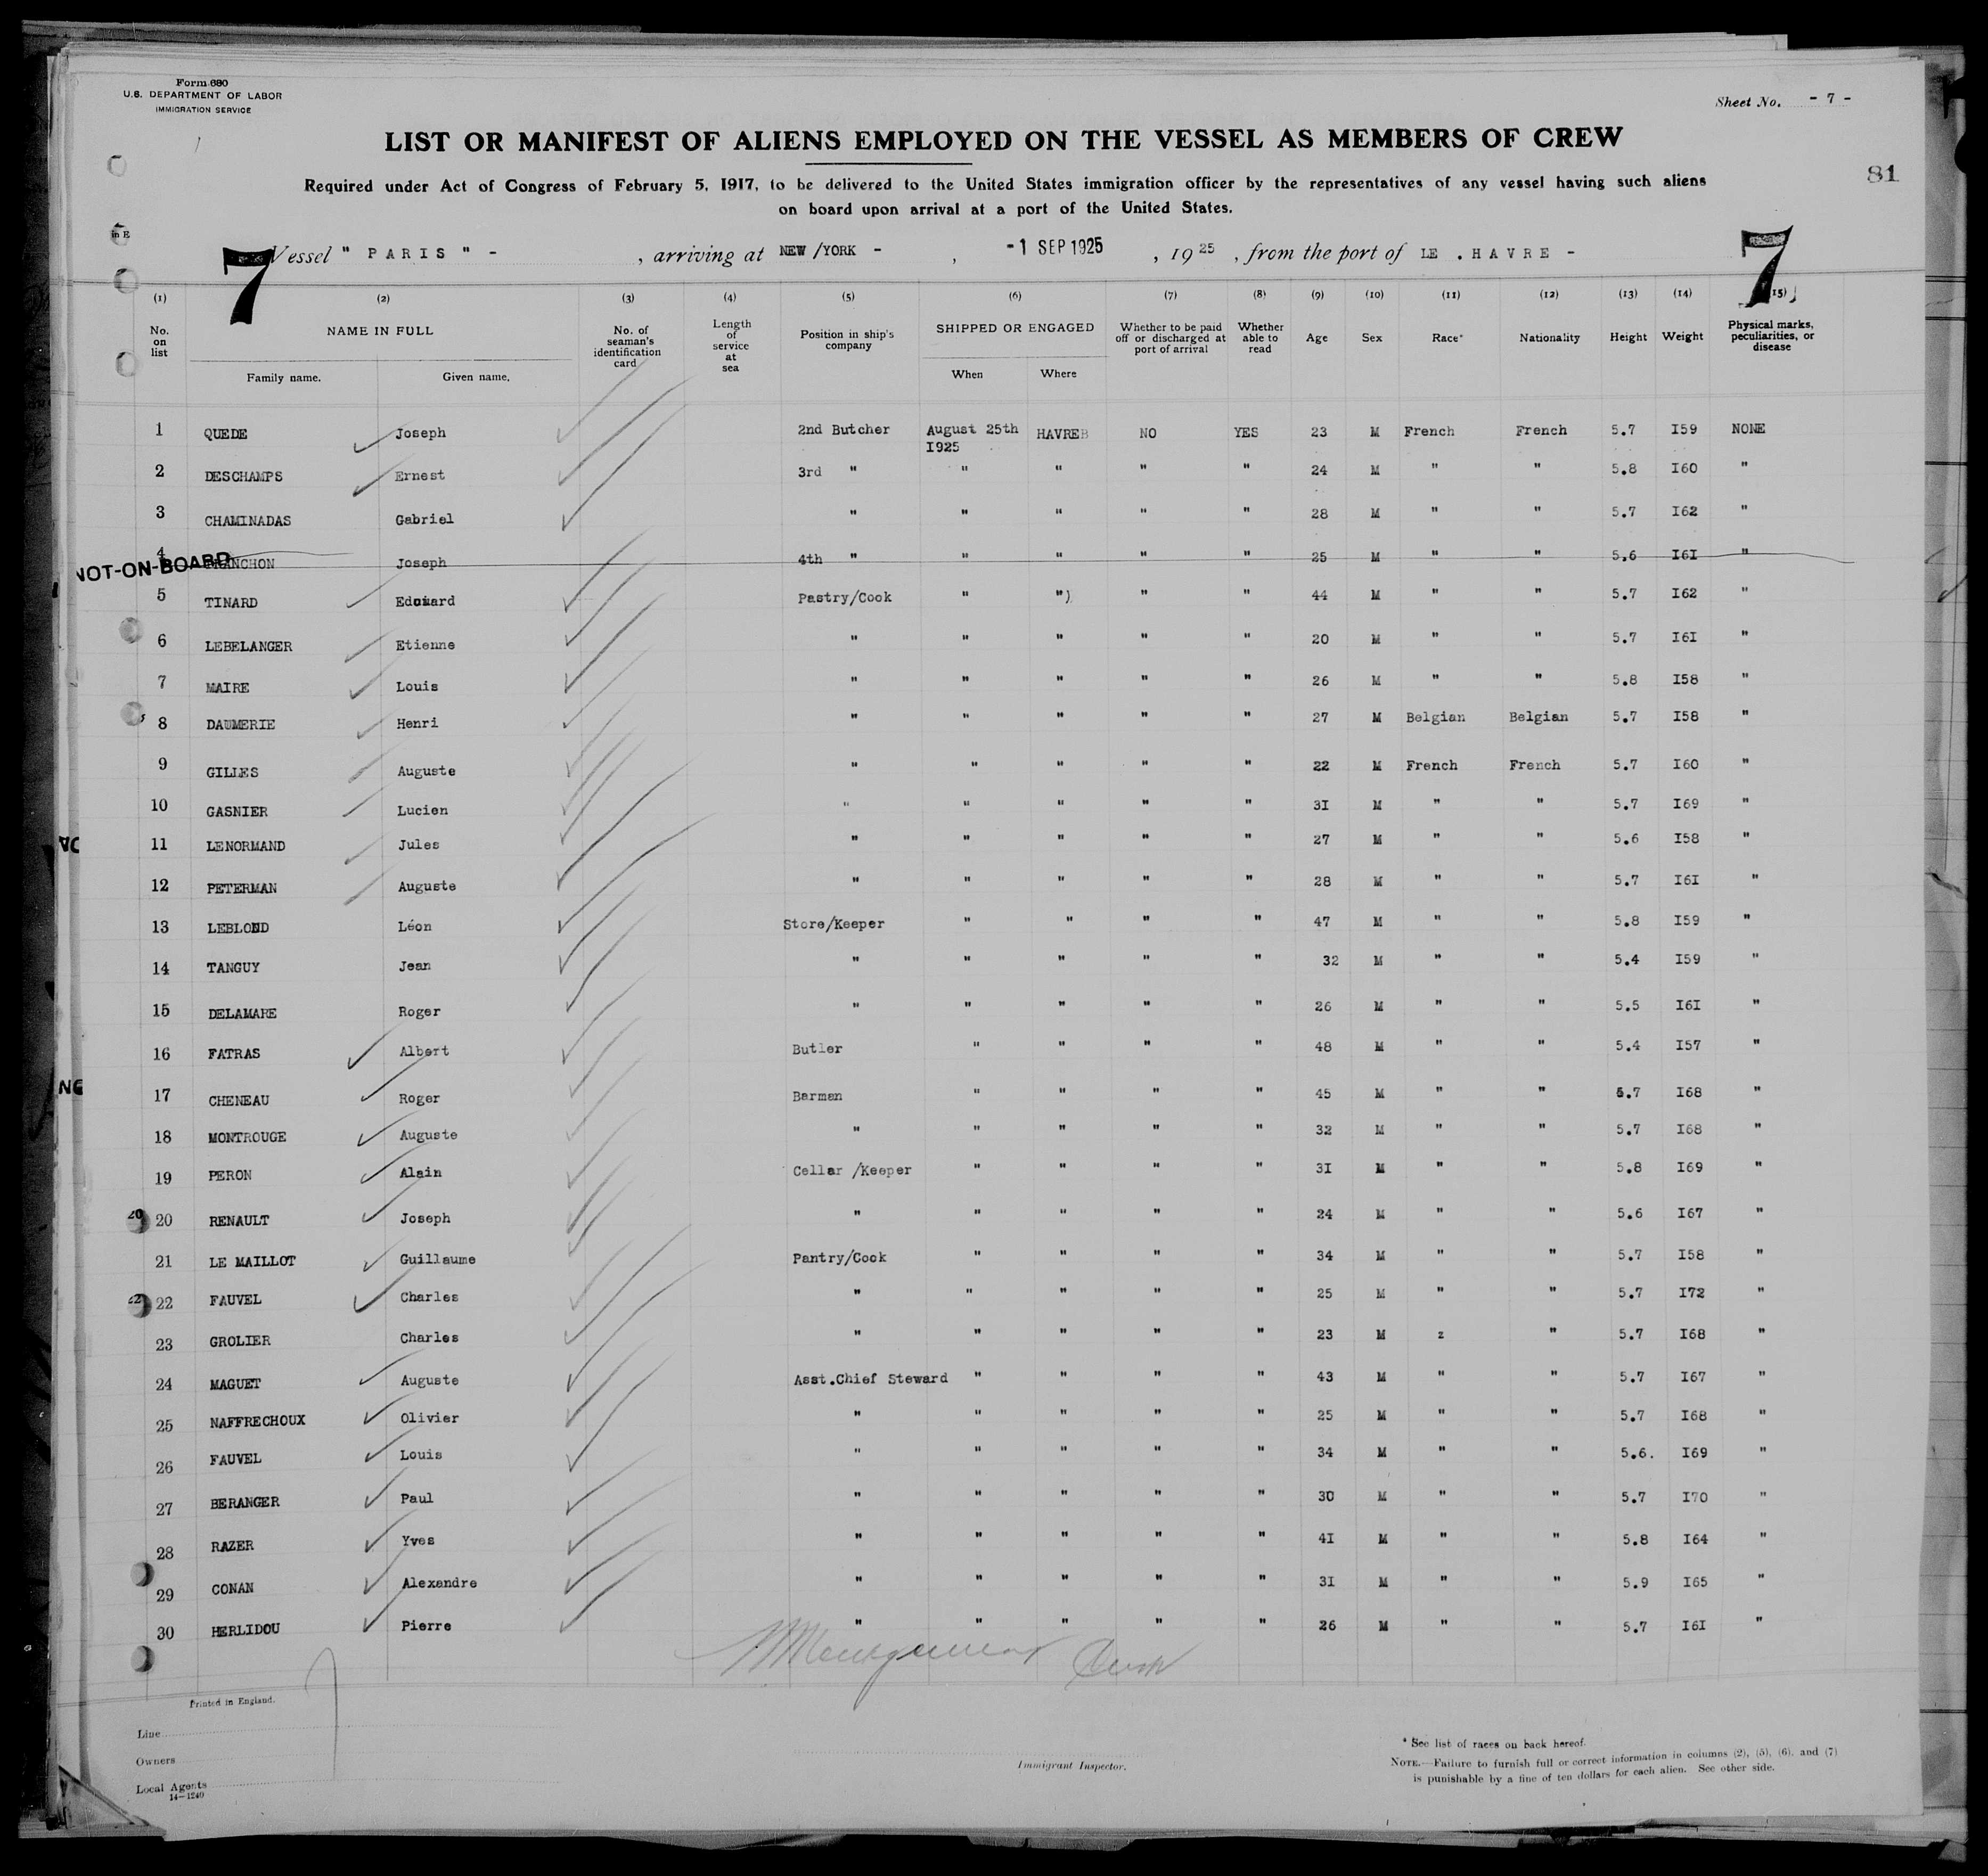 Form 680
U.S. DEPARTMENT OF LABOR
IMMIGRATION SERVICE
Sheet No. - 7 -
LIST OR MANIFEST OF ALIENS EMPLOYED ON THE VESSEL AS MEMBERS OF CREW
81
Required under Act of Congress of February 5, 1917, to be delivered to the United States immigration officer by the representatives of any vessel having such aliens
on board upon arrival at a port of the United States.
7 Vessel " PARIS " - , arriving at NEW /YORK - , -1 SEP 1925 , 1925 , from the port of LE . HAVRE - 7
(1) (2) (3) (4) (5) (6) (7) (8) (9) (10) (11) (12) (13) (14) (15)
No. on list NAME IN FULL Family name. Given name. No. of seaman's identification card Length of service at sea Position in ship's company SHIPPED OR ENGAGED When Where Whether to be paid off or discharged at port of arrival Whether able to read Age Sex Race* Nationality Height Weight Physical marks, peculiarities, or disease
1 QUEDE Joseph 2nd Butcher August 25th I925 HAVRE NO YES 23 M French French 5.7 I59 NONE
2 DESCHAMPS Ernest 3rd " " " " " 24 M " " 5.8 I60 "
3 CHAMINADAS Gabriel " " " " " 28 M " " 5.7 I62 "
NOT-ON-BOARD
4 Joseph 4th " " " " " 25 M " " 5.6 I6I "
5 TINARD Edouard Pastry/Cook " ") " " 44 M " " 5.7 I62 "
6 LEBELANGER Etienne " " " " " 20 M " " 5.7 I6I "
7 MAIRE Louis " " " " " 26 M " " 5.8 I58 "
8 DAUMERIE Henri " " " " " 27 M Belgian Belgian 5.7 I58 "
9 GILLES Auguste " " " " " 22 M French French 5.7 I60 "
10 GASNIER Lucien " " " " " 3I M " " 5.7 I69 "
11 LENORMAND Jules " " " " " 27 M " " 5.6 I58 "
12 PETERMAN Auguste " " " " " 28 M " " 5.7 I6I "
13 LEBLOND Léon Store/Keeper " " " " 47 M " " 5.8 I59 "
14 TANGUY Jean " " " " " 32 M " " 5.4 I59 "
15 DELAMARE Roger " " " " " 26 M " " 5.5 I6I "
16 FATRAS Albert Butler " " " " 48 M " " 5.4 I57 "
17 CHENEAU Roger Barman " " " " 45 M " " 5.7 I68 "
18 MONTROUGE Auguste " " " " " 32 M " " 5.7 I68 "
19 PERON Alain Cellar /Keeper " " " " 3I M " " 5.8 I69 "
20 RENAULT Joseph " " " " " 24 M " " 5.6 I67 "
21 LE MAILLOT Guillaume Pantry/Cook " " " " 34 M " " 5.7 I58 "
22 FAUVEL Charles " " " " " 25 M " " 5.7 I72 "
23 GROLIER Charles " " " " " 23 M z " 5.7 I68 "
24 MAGUET Auguste Asst.Chief Steward " " " " 43 M " " 5.7 I67 "
25 NAFFRECHOUX Olivier " " " " " 25 M " " 5.7 I68 "
26 FAUVEL Louis " " " " " 34 M " " 5.6. I69 "
27 BERANGER Paul " " " " " 30 M " " 5.7 I70 "
28 RAZER Yves " " " " " 4I M " " 5.8 I64 "
29 CONAN Alexandre " " " " " 3I M " " 5.9 I65 "
30 HERLIDOU Pierre " " " " " 26 M " " 5.7 I6I "
Printed in England.
Line
Owners
Local Agents
14-1240
Immigrant Inspector.
* See list of races on back hereof.
NOTE.—Failure to furnish full or correct information in columns (2), (5), (6), and (7)
is punishable by a fine of ten dollars for each alien. See other side.